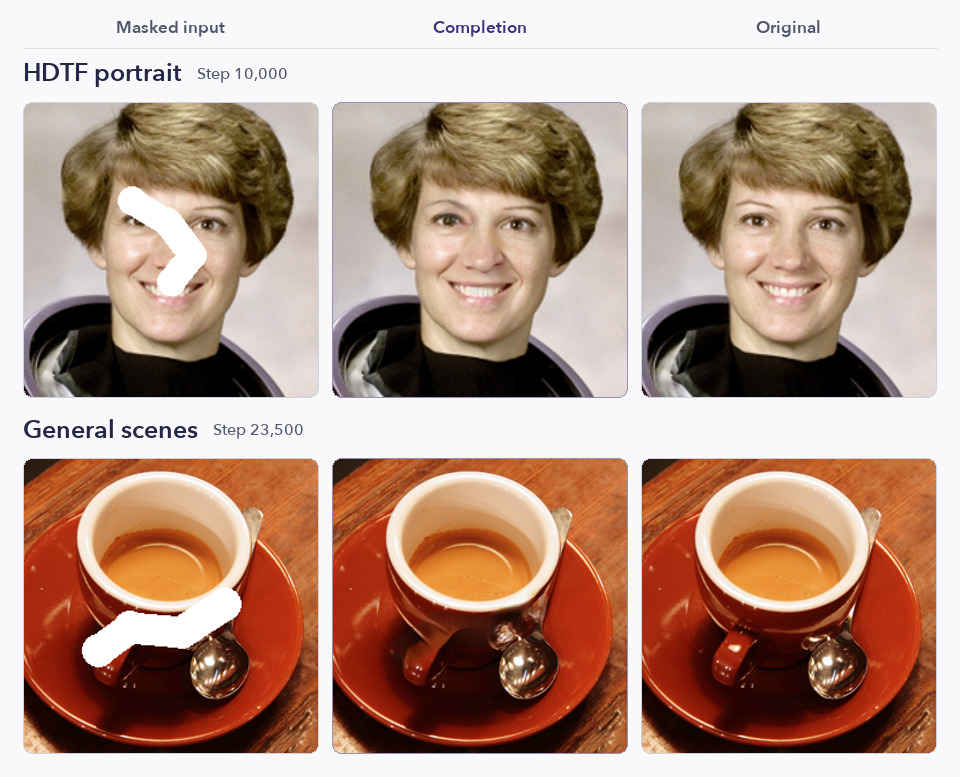 Masked input Completion Original
HDTF portrait Step 10,000
General scenes Step 23,500